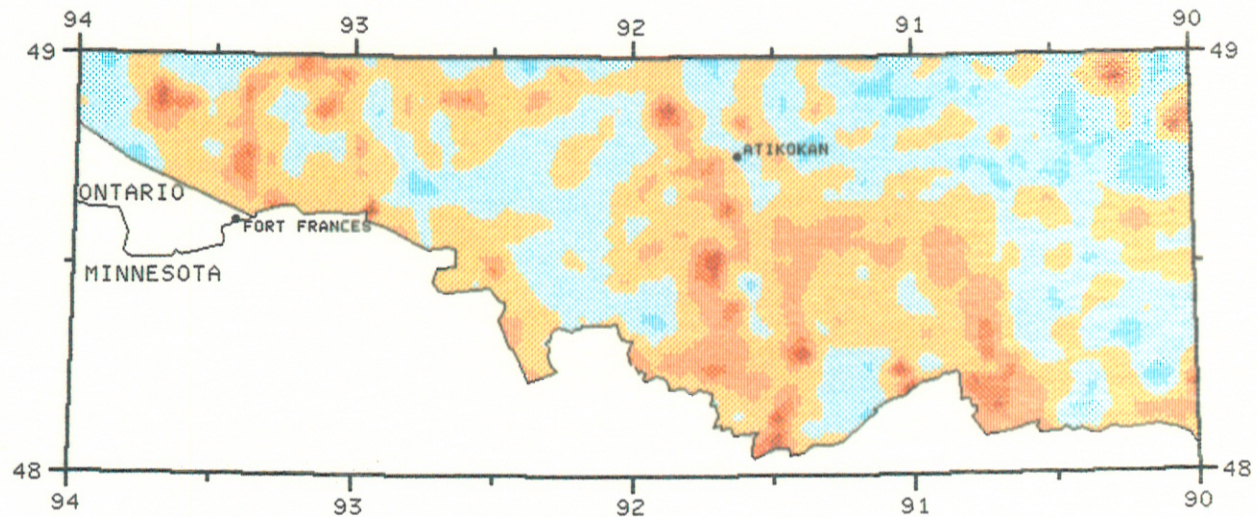 94 93 92 91 90
49 49
ATIKOKAN
ONTARIO
FORT FRANCES
MINNESOTA
48 48
94 93 92 91 90